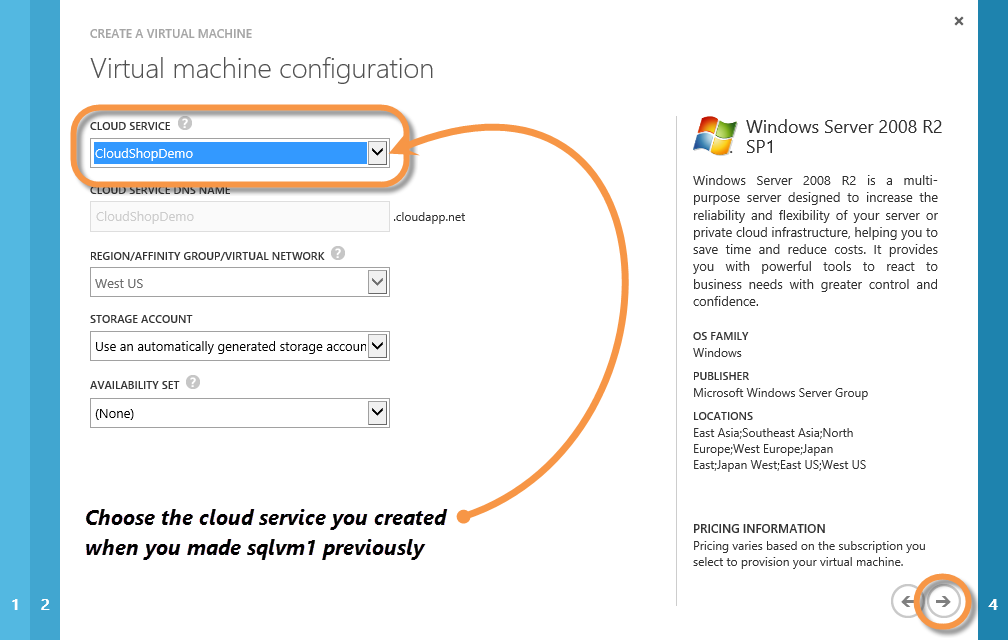 CREATE A VIRTUAL MACHINE
Virtual machine configuration
CLOUD SERVICE ?
CloudShopDemo
CLOUD SERVICE DNS NAME
CloudShopDemo
.cloudapp.net
REGION/AFFINITY GROUP/VIRTUAL NETWORK ?
West US
STORAGE ACCOUNT
Use an automatically generated storage accoun
AVAILABILITY SET ?
(None)
Choose the cloud service you created
when you made sqlvm1 previously
Windows Server 2008 R2
SP1
Windows Server 2008 R2 is a multi-
purpose server designed to increase the
reliability and flexibility of your server or
private cloud infrastructure, helping you to
save time and reduce costs. It provides
you with powerful tools to react to
business needs with greater control and
confidence.
OS FAMILY
Windows
PUBLISHER
Microsoft Windows Server Group
LOCATIONS
East Asia;Southeast Asia;North
Europe;West Europe;Japan
East;Japan West;East US;West US
PRICING INFORMATION
Pricing varies based on the subscription you
select to provision your virtual machine.
1
2
4